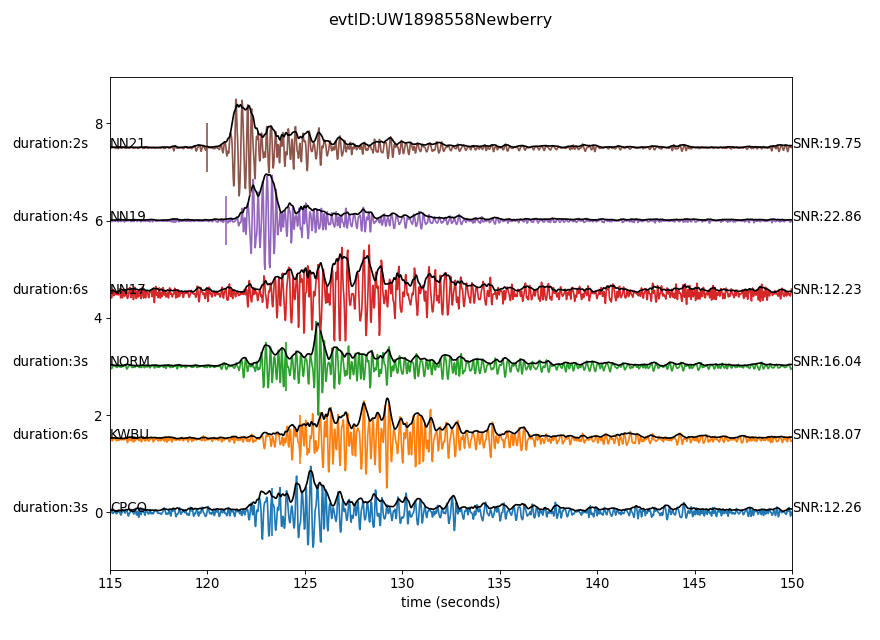 evtID:UW1898558Newberry
8
duration:2s NN21 SNR:19.75
duration:4s NN19 SNR:22.86
6
duration:6s NN17 SNR:12.23
4
duration:3s NORM SNR:16.04
2
duration:6s KWBU SNR:18.07
duration:3s CPCO SNR:12.26
0
115 120 125 130 135 140 145 150
time (seconds)